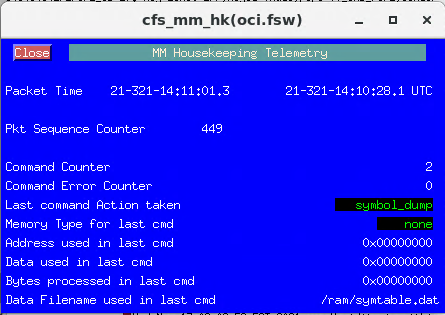 cfs_mm_hk(oci.fsw)
Close MM Housekeeping Telemetry
Packet Time 21-321-14:11:01.3 21-321-14:10:28.1 UTC
Pkt Sequence Counter 449
Command Counter 2
Command Error Counter 0
Last command Action taken symbol_dump
Memory Type for last cmd none
Address used in last cmd 0x00000000
Data used in last cmd 0x00000000
Bytes processed in last cmd 0x00000000
Data Filename used in last cmd /ram/symtable.dat